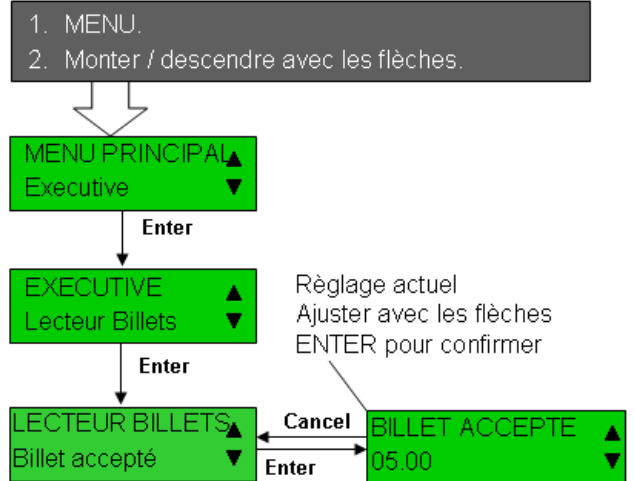 1. MENU.
2. Monter / descendre avec les flèches.
MENU PRINCIPAL
Executive
Enter
EXECUTIVE
Lecteur Billets
Enter
Règlage actuel
Ajuster avec les flèches
ENTER pour confirmer
LECTEUR BILLETS
Billet accepté
Cancel
Enter
BILLET ACCEPTE
05.00